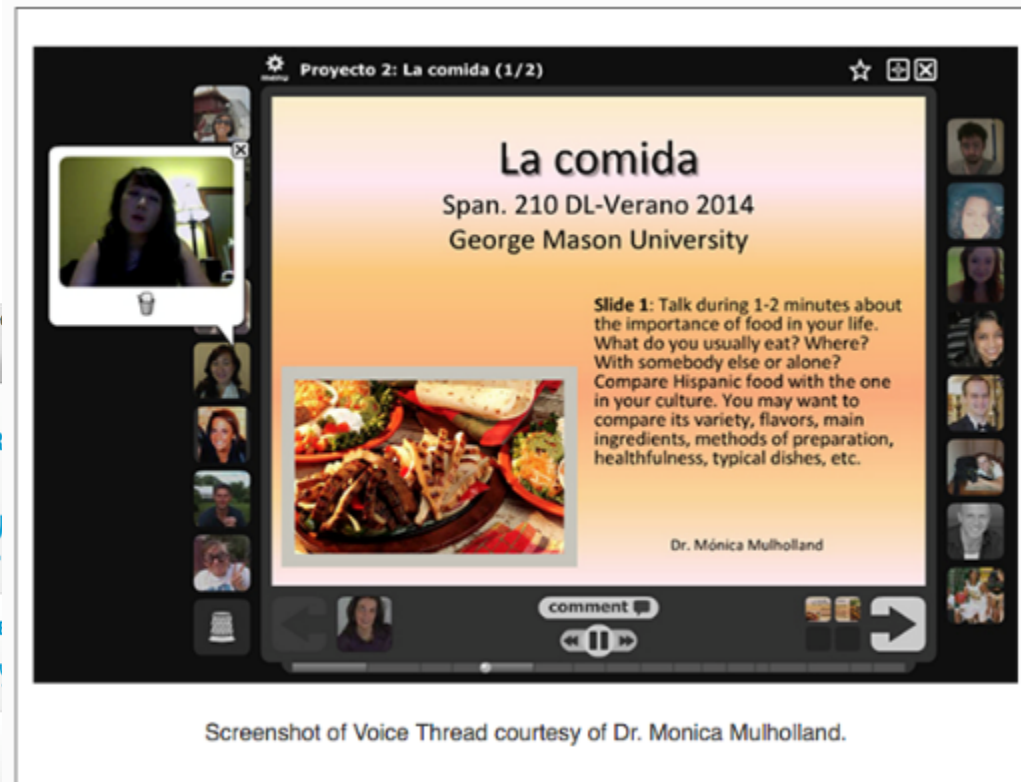 menu
Proyecto 2: La comida (1/2)
La comida
Span. 210 DL-Verano 2014
George Mason University
Slide 1: Talk during 1-2 minutes about
the importance of food in your life.
What do you usually eat? Where?
With somebody else or alone?
Compare Hispanic food with the one
in your culture. You may want to
compare its variety, flavors, main
ingredients, methods of preparation,
healthfulness, typical dishes, etc.
Dr. Mónica Mulholland
comment
Screenshot of Voice Thread courtesy of Dr. Monica Mulholland.